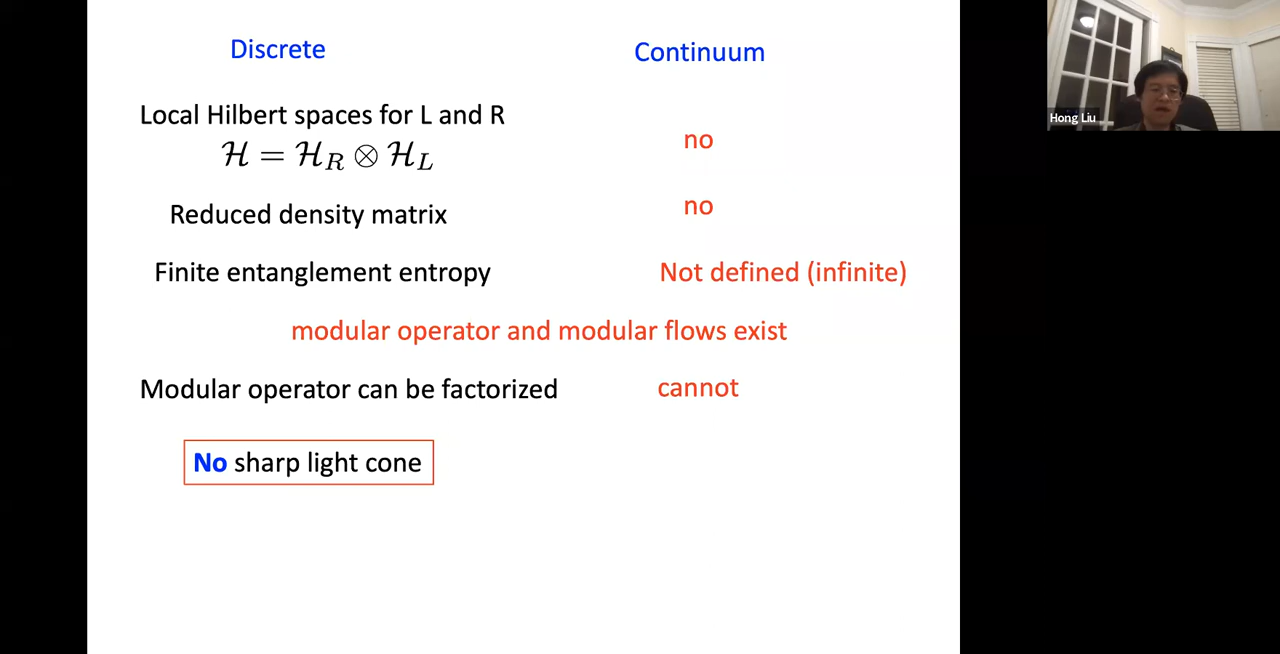 Discrete
Continuum
Local Hilbert spaces for L and R
ℋ = ℋ_R ⊗ ℋ_L
no
Reduced density matrix
no
Finite entanglement entropy
Not defined (infinite)
modular operator and modular flows exist
Modular operator can be factorized
cannot
No sharp light cone
Hong Liu